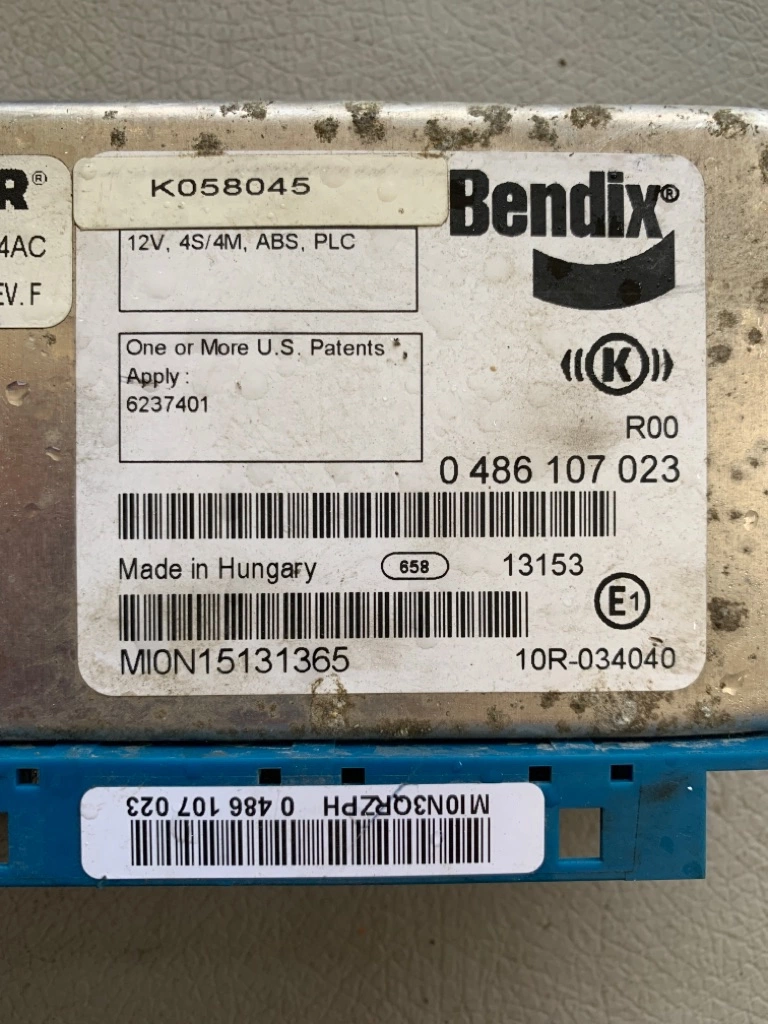 R®
4AC
EV. F
K058045
Bendix®
12V, 4S/4M, ABS, PLC
One or More U.S. Patents
Apply :
6237401
K
R00
0 486 107 023
Made in Hungary 658 13153
E1
MI0N15131365 10R-034040
MI0N3QRZPH 0 486 107 023